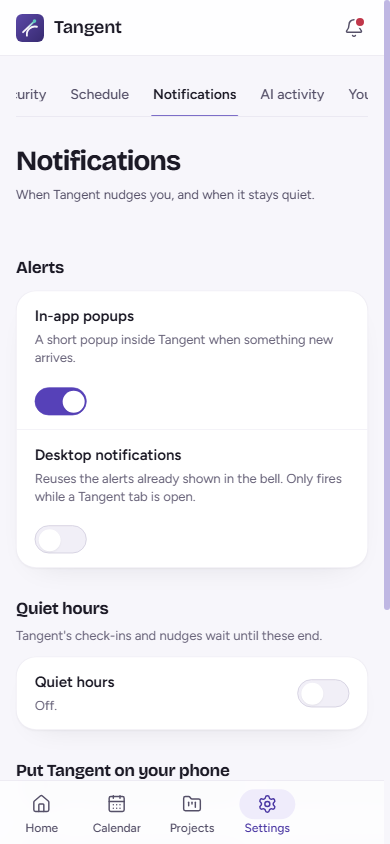 Tangent
curity Schedule Notifications AI activity You
Notifications
When Tangent nudges you, and when it stays quiet.
Alerts
In-app popups
A short popup inside Tangent when something new
arrives.
Desktop notifications
Reuses the alerts already shown in the bell. Only fires
while a Tangent tab is open.
Quiet hours
Tangent's check-ins and nudges wait until these end.
Quiet hours
Off.
Put Tangent on your phone
Home Calendar Projects Settings